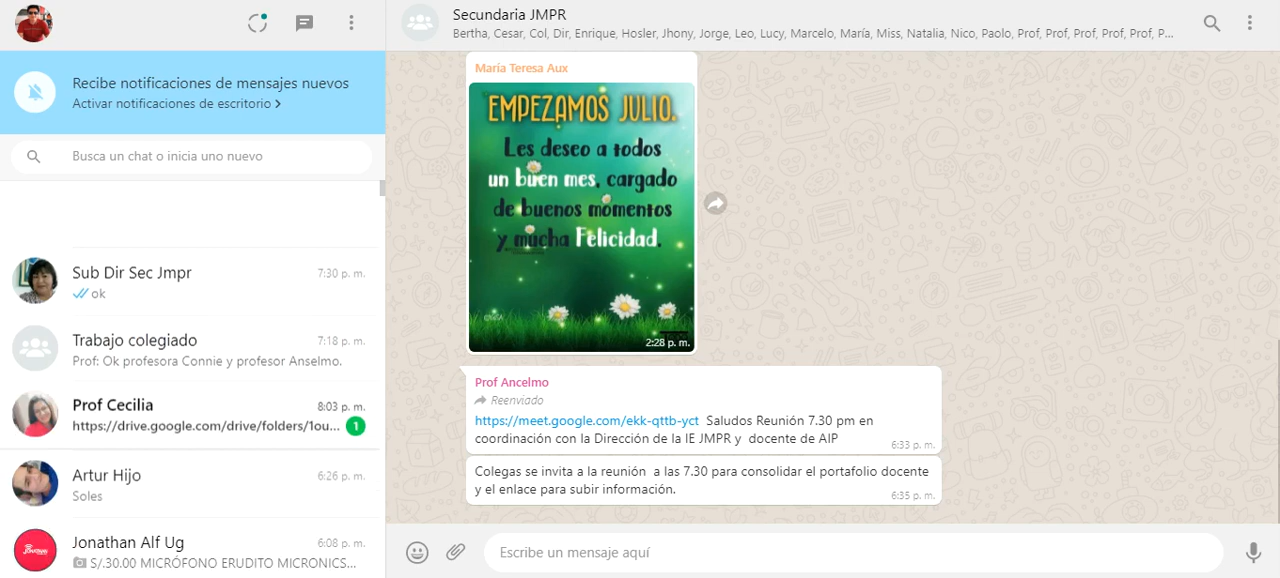 Secundaria JMPR
Bertha, Cesar, Col, Dir, Enrique, Hosler, Jhony, Jorge, Leo, Lucy, Marcelo, María, Miss, Natalia, Nico, Paolo, Prof, Prof, Prof, Prof, Prof, P...
Recibe notificaciones de mensajes nuevos
Activar notificaciones de escritorio >
Busca un chat o inicia uno nuevo
Sub Dir Sec Jmpr 7:30 p. m.
ok
Trabajo colegiado 7:18 p. m.
Prof: Ok profesora Connie y profesor Anselmo.
Prof Cecilia 8:03 p. m.
https://drive.google.com/drive/folders/1ou... 1
Artur Hijo 6:26 p. m.
Soles
Jonathan Alf Ug 6:08 p. m.
S/.30.00 MICRÓFONO ERUDITO MICRONICS...
María Teresa Aux
EMPEZAMOS JULIO.
Les deseo a todos
un buen mes, cargado
de buenos momentos
y mucha Felicidad.
2:28 p. m.
Prof Ancelmo
Reenviado
https://meet.google.com/ekk-qttb-yct Saludos Reunión 7.30 pm en
coordinación con la Dirección de la IE JMPR y docente de AIP
6:33 p. m.
Colegas se invita a la reunión a las 7.30 para consolidar el portafolio docente
y el enlace para subir información.
6:35 p. m.
Escribe un mensaje aquí